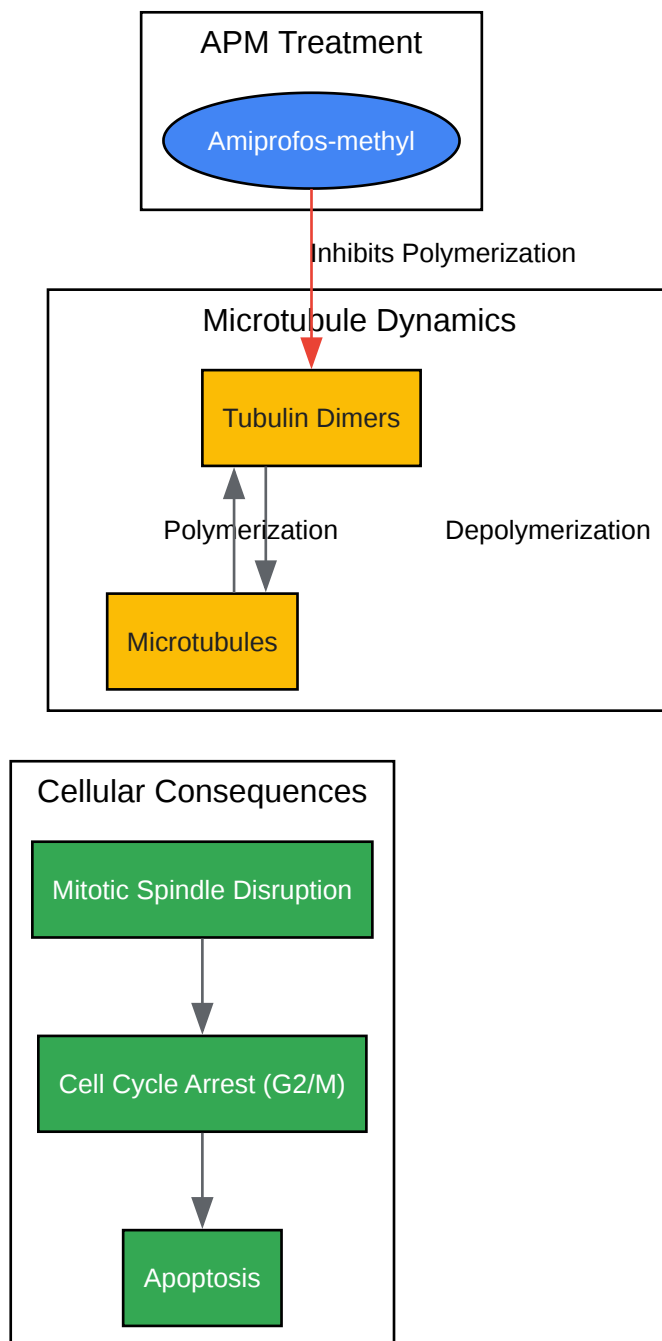 APM Treatment
Amiprofos-methyl
Inhibits Polymerization
Microtubule Dynamics
Tubulin Dimers
Polymerization
Depolymerization
Microtubules
Cellular Consequences
Mitotic Spindle Disruption
Cell Cycle Arrest (G2/M)
Apoptosis